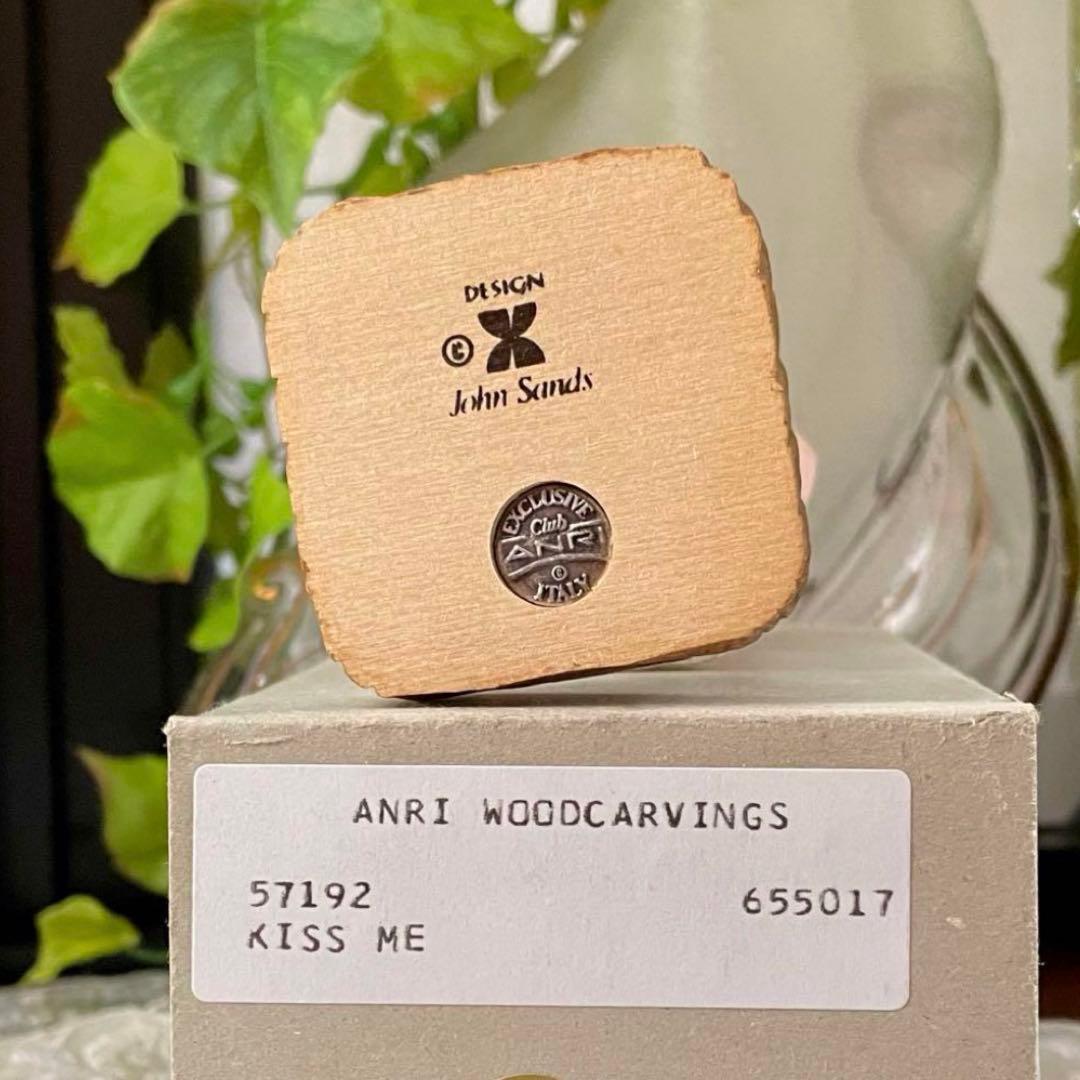 DESIGN
©
John Sands
EXCLUSIVE
Club
ANRI
©
ITALY
ANRI WOODCARVINGS
57192 655017
KISS ME